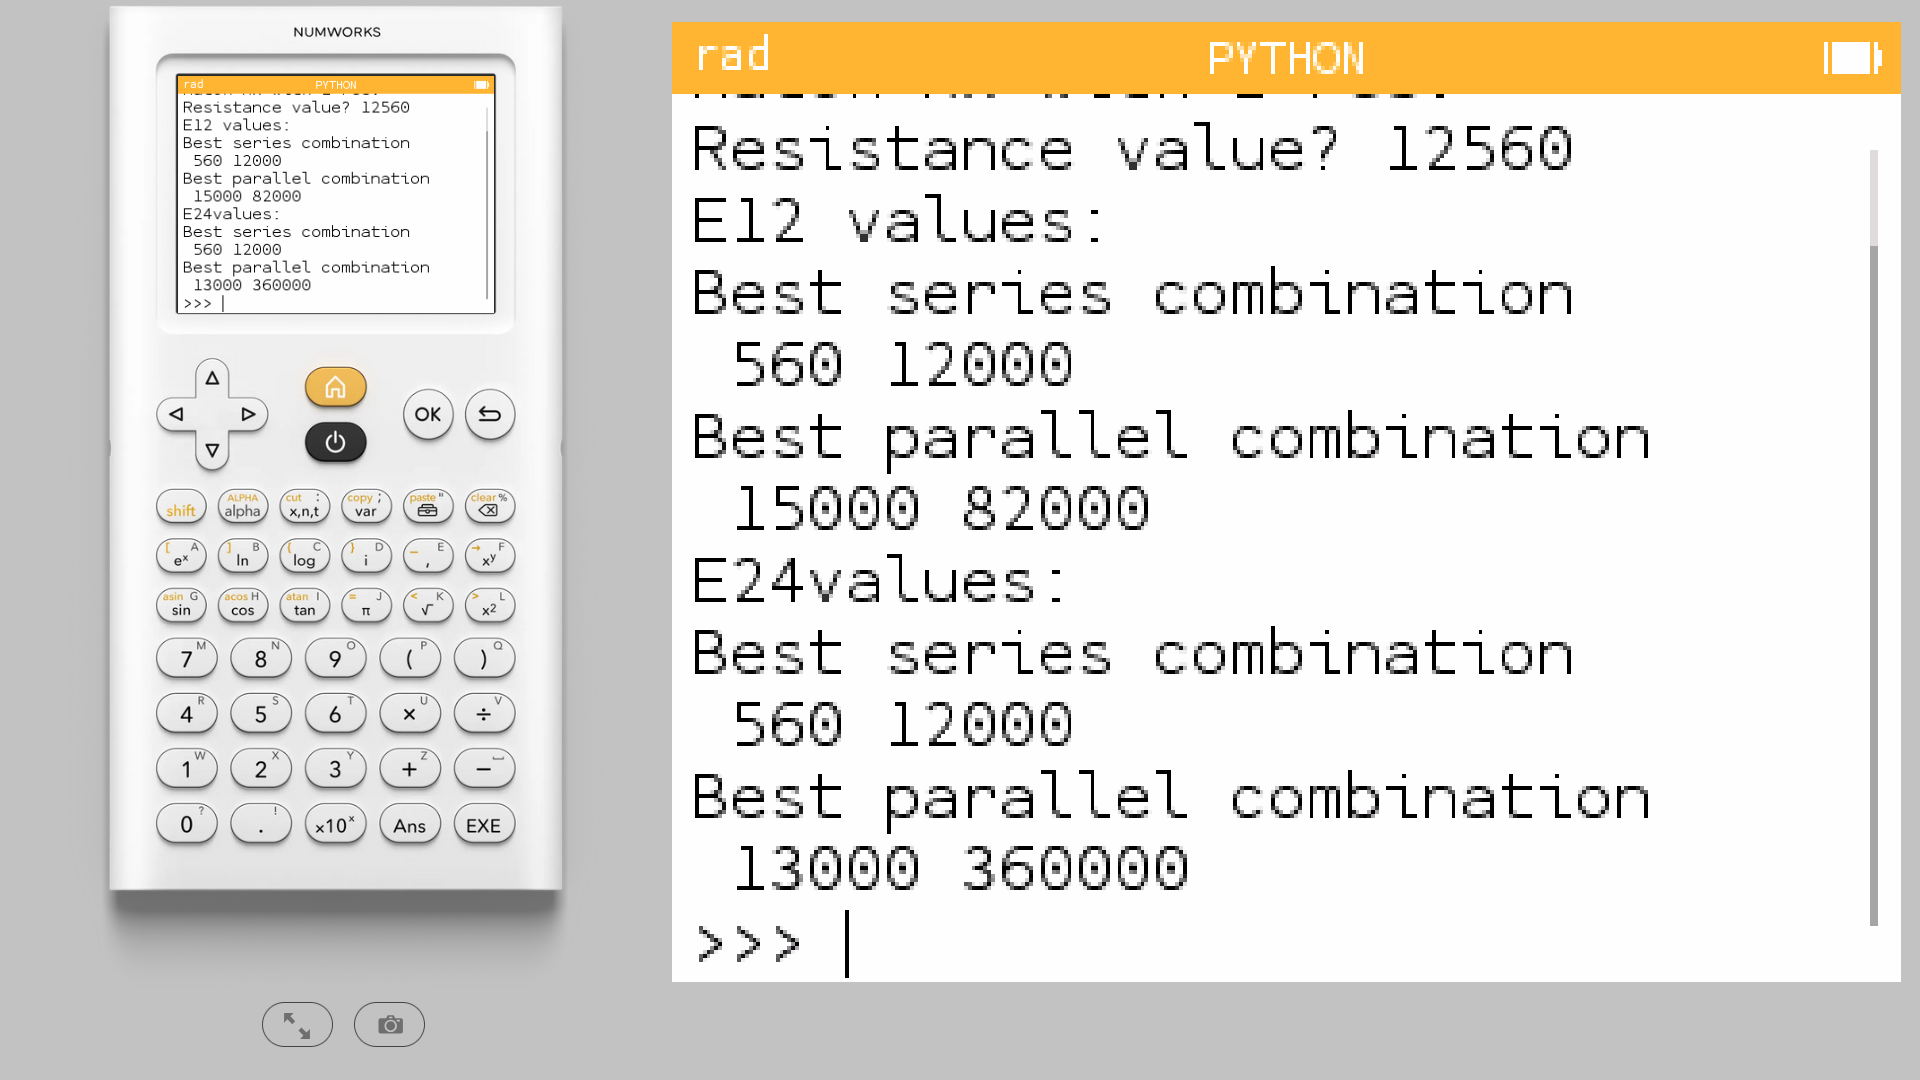 NUMWORKS
rad PYTHON
Resistance value? 12560
E12 values:
Best series combination
560 12000
Best parallel combination
15000 82000
E24values:
Best series combination
560 12000
Best parallel combination
13000 360000
>>>
OK
shift ALPHA alpha cut : x,n,t copy ; var paste " clear %
[ A eˣ ] B ln { C log } D i _ E , → F xʸ
asin G sin acos H cos atan I tan = J π < K √ > L x²
7 M 8 N 9 O ( P ) Q
4 R 5 S 6 T × U ÷ V
1 W 2 X 3 Y + Z −
0 ? . ! ×10ˣ Ans EXE
rad PYTHON
Resistance value? 12560
E12 values:
Best series combination
560 12000
Best parallel combination
15000 82000
E24values:
Best series combination
560 12000
Best parallel combination
13000 360000
>>>